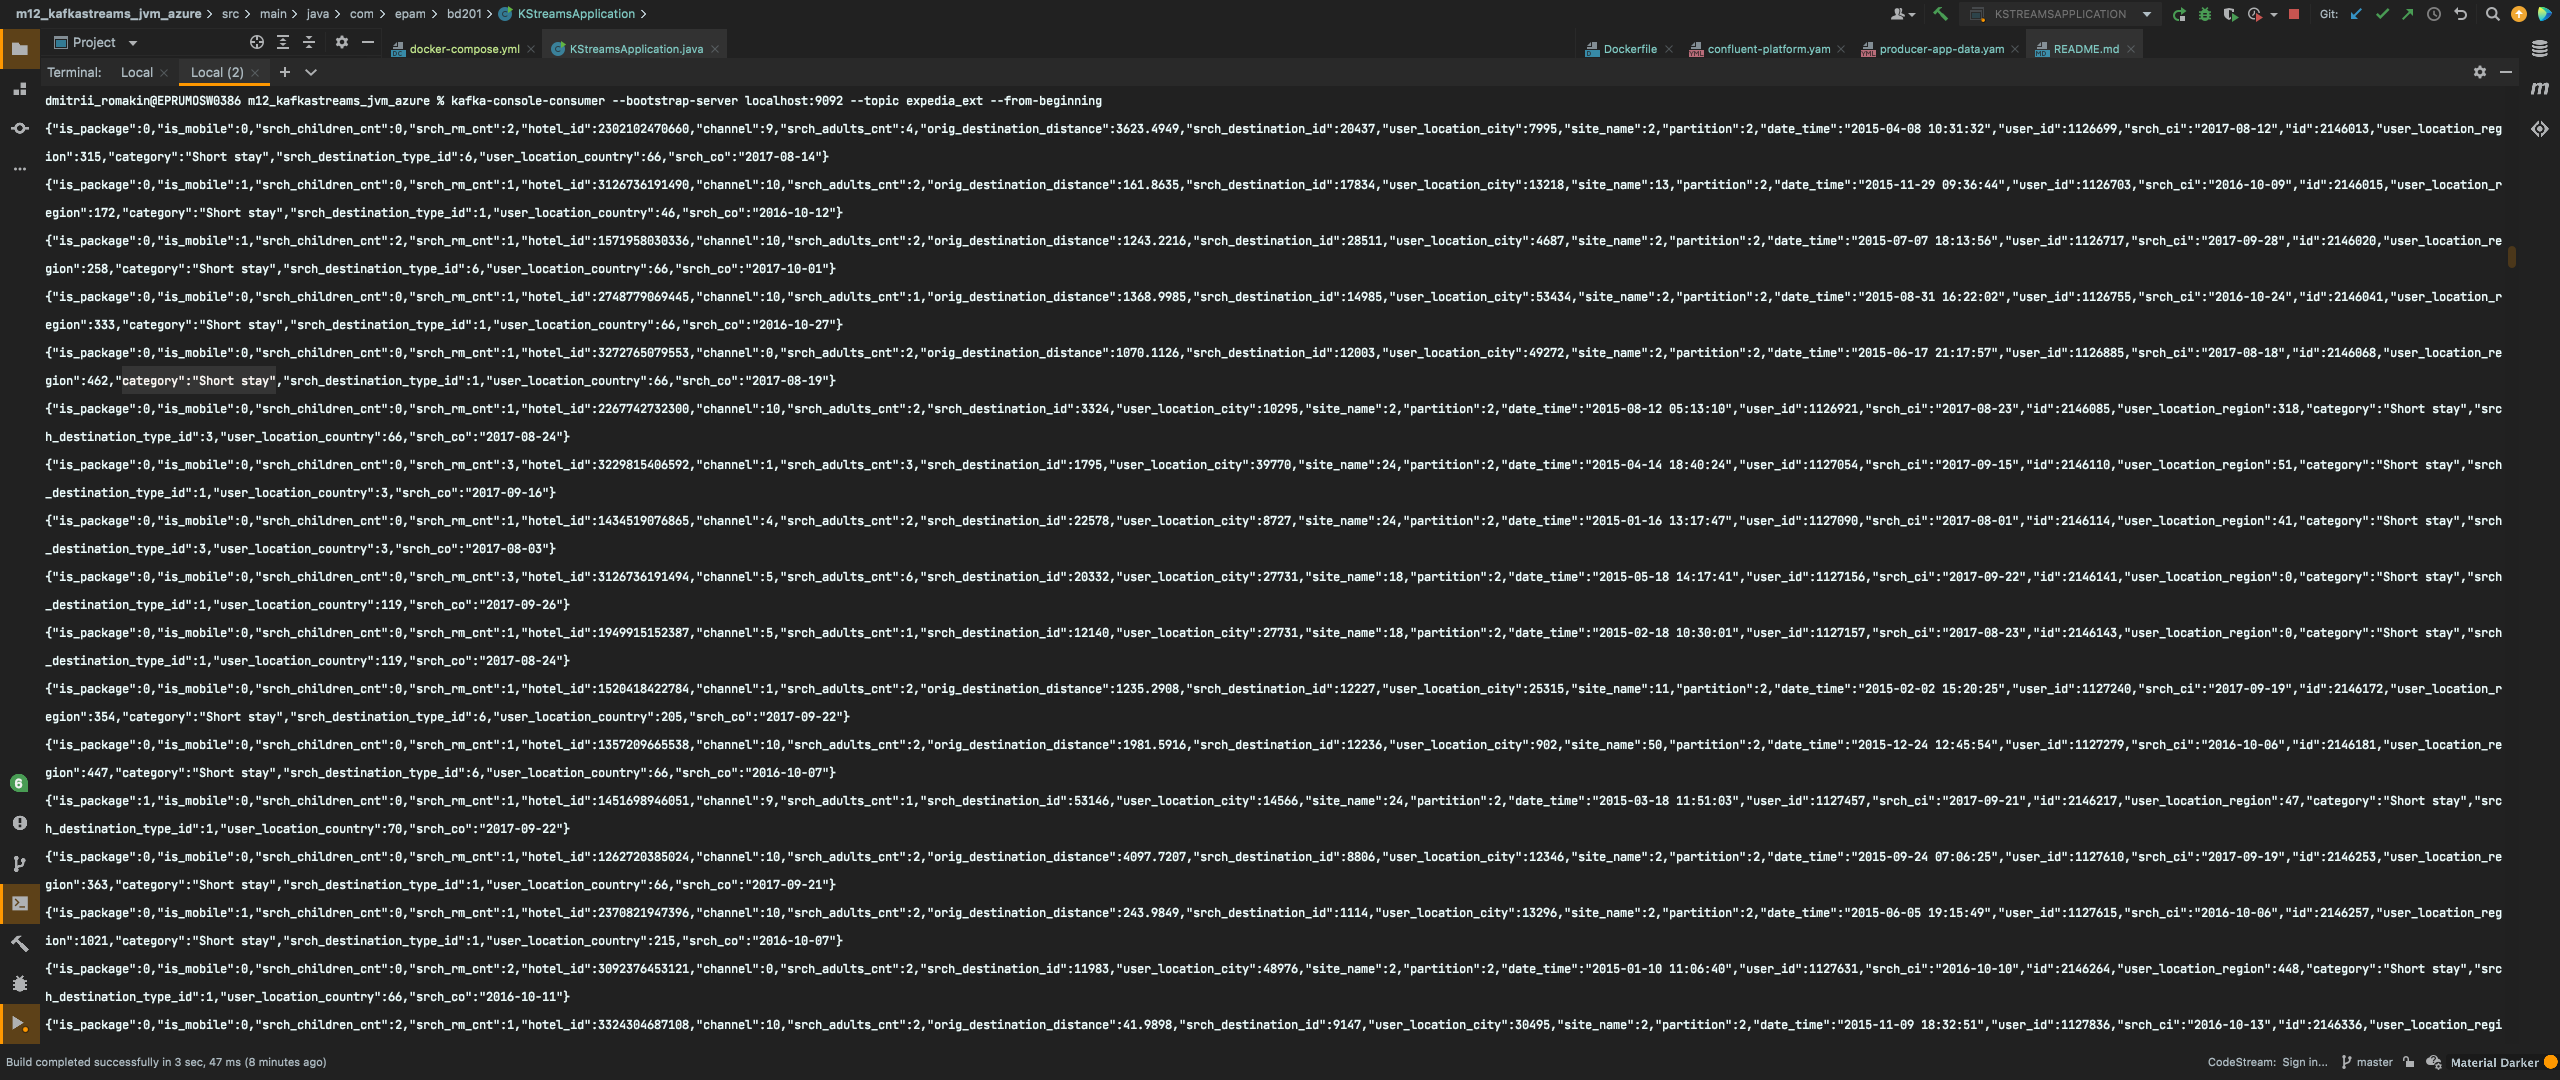 m12_kafkastreams_jvm_azure > src > main > java > com > epam > bd201 > KStreamsApplication >
KSTREAMSAPPLICATION
Git:
Project
docker-compose.yml
KStreamsApplication.java
Dockerfile
confluent-platform.yam
producer-app-data.yam
README.md
Terminal: Local Local (2)
dmitrii_romakin@EPRUMOSW0386 m12_kafkastreams_jvm_azure % kafka-console-consumer --bootstrap-server localhost:9092 --topic expedia_ext --from-beginning
{"is_package":0,"is_mobile":0,"srch_children_cnt":0,"srch_rm_cnt":2,"hotel_id":2302102470660,"channel":9,"srch_adults_cnt":4,"orig_destination_distance":3623.4949,"srch_destination_id":20437,"user_location_city":7995,"site_name":2,"partition":2,"date_time":"2015-04-08 10:31:32","user_id":1126699,"srch_ci":"2017-08-12","id":2146013,"user_location_reg
ion":315,"category":"Short stay","srch_destination_type_id":6,"user_location_country":66,"srch_co":"2017-08-14"}
{"is_package":0,"is_mobile":1,"srch_children_cnt":0,"srch_rm_cnt":1,"hotel_id":3126736191490,"channel":10,"srch_adults_cnt":2,"orig_destination_distance":161.8635,"srch_destination_id":17834,"user_location_city":13218,"site_name":13,"partition":2,"date_time":"2015-11-29 09:36:44","user_id":1126703,"srch_ci":"2016-10-09","id":2146015,"user_location_r
egion":172,"category":"Short stay","srch_destination_type_id":1,"user_location_country":46,"srch_co":"2016-10-12"}
{"is_package":0,"is_mobile":1,"srch_children_cnt":2,"srch_rm_cnt":1,"hotel_id":1571958030336,"channel":10,"srch_adults_cnt":2,"orig_destination_distance":1243.2216,"srch_destination_id":28511,"user_location_city":4687,"site_name":2,"partition":2,"date_time":"2015-07-07 18:13:56","user_id":1126717,"srch_ci":"2017-09-28","id":2146020,"user_location_re
gion":258,"category":"Short stay","srch_destination_type_id":6,"user_location_country":66,"srch_co":"2017-10-01"}
{"is_package":0,"is_mobile":0,"srch_children_cnt":0,"srch_rm_cnt":1,"hotel_id":2748779069445,"channel":10,"srch_adults_cnt":1,"orig_destination_distance":1368.9985,"srch_destination_id":14985,"user_location_city":53434,"site_name":2,"partition":2,"date_time":"2015-08-31 16:22:02","user_id":1126755,"srch_ci":"2016-10-24","id":2146041,"user_location_r
egion":333,"category":"Short stay","srch_destination_type_id":1,"user_location_country":66,"srch_co":"2016-10-27"}
{"is_package":0,"is_mobile":0,"srch_children_cnt":0,"srch_rm_cnt":1,"hotel_id":3272765079553,"channel":0,"srch_adults_cnt":2,"orig_destination_distance":1070.1126,"srch_destination_id":12003,"user_location_city":49272,"site_name":2,"partition":2,"date_time":"2015-06-17 21:17:57","user_id":1126885,"srch_ci":"2017-08-18","id":2146068,"user_location_re
gion":462,"category":"Short stay","srch_destination_type_id":1,"user_location_country":66,"srch_co":"2017-08-19"}
{"is_package":0,"is_mobile":0,"srch_children_cnt":0,"srch_rm_cnt":1,"hotel_id":2267742732300,"channel":10,"srch_adults_cnt":2,"srch_destination_id":3324,"user_location_city":10295,"site_name":2,"partition":2,"date_time":"2015-08-12 05:13:10","user_id":1126921,"srch_ci":"2017-08-23","id":2146085,"user_location_region":318,"category":"Short stay","src
h_destination_type_id":3,"user_location_country":66,"srch_co":"2017-08-24"}
{"is_package":0,"is_mobile":0,"srch_children_cnt":0,"srch_rm_cnt":3,"hotel_id":3229815406592,"channel":1,"srch_adults_cnt":3,"srch_destination_id":1795,"user_location_city":39770,"site_name":24,"partition":2,"date_time":"2015-04-14 18:40:24","user_id":1127054,"srch_ci":"2017-09-15","id":2146110,"user_location_region":51,"category":"Short stay","srch
_destination_type_id":1,"user_location_country":3,"srch_co":"2017-09-16"}
{"is_package":0,"is_mobile":0,"srch_children_cnt":0,"srch_rm_cnt":1,"hotel_id":1434519076865,"channel":4,"srch_adults_cnt":2,"srch_destination_id":22578,"user_location_city":8727,"site_name":24,"partition":2,"date_time":"2015-01-16 13:17:47","user_id":1127090,"srch_ci":"2017-08-01","id":2146114,"user_location_region":41,"category":"Short stay","srch
_destination_type_id":3,"user_location_country":3,"srch_co":"2017-08-03"}
{"is_package":0,"is_mobile":0,"srch_children_cnt":0,"srch_rm_cnt":3,"hotel_id":3126736191494,"channel":5,"srch_adults_cnt":6,"srch_destination_id":20332,"user_location_city":27731,"site_name":18,"partition":2,"date_time":"2015-05-18 14:17:41","user_id":1127156,"srch_ci":"2017-09-22","id":2146141,"user_location_region":0,"category":"Short stay","srch
_destination_type_id":1,"user_location_country":119,"srch_co":"2017-09-26"}
{"is_package":0,"is_mobile":0,"srch_children_cnt":0,"srch_rm_cnt":1,"hotel_id":1949915152387,"channel":5,"srch_adults_cnt":1,"srch_destination_id":12140,"user_location_city":27731,"site_name":18,"partition":2,"date_time":"2015-02-18 10:30:01","user_id":1127157,"srch_ci":"2017-08-23","id":2146143,"user_location_region":0,"category":"Short stay","srch
_destination_type_id":1,"user_location_country":119,"srch_co":"2017-08-24"}
{"is_package":0,"is_mobile":0,"srch_children_cnt":0,"srch_rm_cnt":1,"hotel_id":1520418422784,"channel":1,"srch_adults_cnt":2,"orig_destination_distance":1235.2908,"srch_destination_id":12227,"user_location_city":25315,"site_name":11,"partition":2,"date_time":"2015-02-02 15:20:25","user_id":1127240,"srch_ci":"2017-09-19","id":2146172,"user_location_r
egion":354,"category":"Short stay","srch_destination_type_id":6,"user_location_country":205,"srch_co":"2017-09-22"}
{"is_package":0,"is_mobile":0,"srch_children_cnt":0,"srch_rm_cnt":1,"hotel_id":1357209665538,"channel":10,"srch_adults_cnt":2,"orig_destination_distance":1981.5916,"srch_destination_id":12236,"user_location_city":902,"site_name":50,"partition":2,"date_time":"2015-12-24 12:45:54","user_id":1127279,"srch_ci":"2016-10-06","id":2146181,"user_location_re
gion":447,"category":"Short stay","srch_destination_type_id":6,"user_location_country":66,"srch_co":"2016-10-07"}
{"is_package":1,"is_mobile":0,"srch_children_cnt":0,"srch_rm_cnt":1,"hotel_id":1451698946051,"channel":9,"srch_adults_cnt":1,"srch_destination_id":53146,"user_location_city":14566,"site_name":24,"partition":2,"date_time":"2015-03-18 11:51:03","user_id":1127457,"srch_ci":"2017-09-21","id":2146217,"user_location_region":47,"category":"Short stay","src
h_destination_type_id":1,"user_location_country":70,"srch_co":"2017-09-22"}
{"is_package":0,"is_mobile":0,"srch_children_cnt":0,"srch_rm_cnt":1,"hotel_id":1262720385024,"channel":10,"srch_adults_cnt":2,"orig_destination_distance":4097.7207,"srch_destination_id":8806,"user_location_city":12346,"site_name":2,"partition":2,"date_time":"2015-09-24 07:06:25","user_id":1127610,"srch_ci":"2017-09-19","id":2146253,"user_location_re
gion":363,"category":"Short stay","srch_destination_type_id":1,"user_location_country":66,"srch_co":"2017-09-21"}
{"is_package":0,"is_mobile":1,"srch_children_cnt":0,"srch_rm_cnt":1,"hotel_id":2370821947396,"channel":10,"srch_adults_cnt":2,"orig_destination_distance":243.9849,"srch_destination_id":1114,"user_location_city":13296,"site_name":2,"partition":2,"date_time":"2015-06-05 19:15:49","user_id":1127615,"srch_ci":"2016-10-06","id":2146257,"user_location_reg
ion":1021,"category":"Short stay","srch_destination_type_id":1,"user_location_country":215,"srch_co":"2016-10-07"}
{"is_package":0,"is_mobile":0,"srch_children_cnt":0,"srch_rm_cnt":2,"hotel_id":3092376453121,"channel":0,"srch_adults_cnt":2,"srch_destination_id":11983,"user_location_city":48976,"site_name":2,"partition":2,"date_time":"2015-01-10 11:06:40","user_id":1127631,"srch_ci":"2016-10-10","id":2146264,"user_location_region":448,"category":"Short stay","src
h_destination_type_id":1,"user_location_country":66,"srch_co":"2016-10-11"}
{"is_package":0,"is_mobile":0,"srch_children_cnt":2,"srch_rm_cnt":1,"hotel_id":3324304687108,"channel":10,"srch_adults_cnt":2,"orig_destination_distance":41.9898,"srch_destination_id":9147,"user_location_city":30495,"site_name":2,"partition":2,"date_time":"2015-11-09 18:32:51","user_id":1127836,"srch_ci":"2016-10-13","id":2146336,"user_location_regi
6
Build completed successfully in 3 sec, 47 ms (8 minutes ago)
CodeStream: Sign in...
master
Material Darker